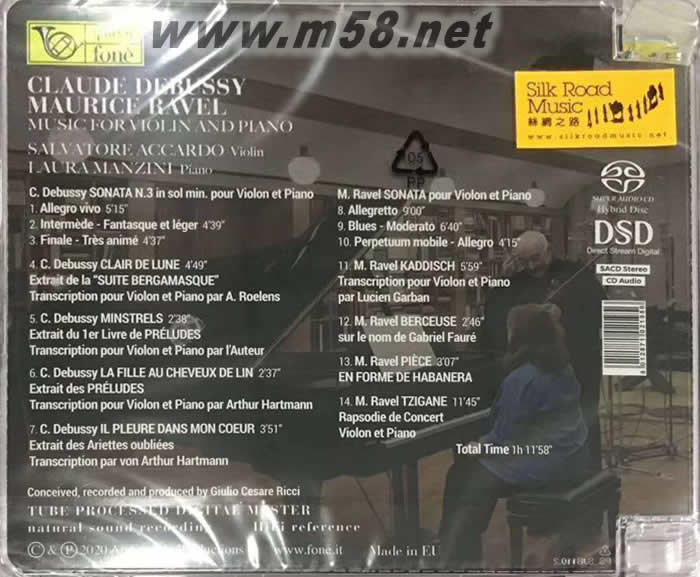 www.m58.net
fonè
CLAUDE DEBUSSY
MAURICE RAVEL
MUSIC FOR VIOLIN AND PIANO
SALVATORE ACCARDO Violin
LAURA MANZINI Piano
Silk Road
Music
絲網之路
www.silkroadmusic.net
05
PP
SUPER AUDIO CD
Hybrid Disc
DSD
Direct Stream Digital
SACD Stereo
CD Audio
C. Debussy SONATA N.3 in sol min. pour Violon et Piano
1. Allegro vivo 5'15"
2. Intermède - Fantasque et léger 4'39"
3. Finale - Très animé 4'37"
4. C. Debussy CLAIR DE LUNE 4'49"
Extrait de la "SUITE BERGAMASQUE"
Transcription pour Violon et Piano par A. Roelens
5. C. Debussy MINSTRELS 2'38"
Extrait du 1er Livre de PRÉLUDES
Transcription pour Violon et Piano par l'Auteur
6. C. Debussy LA FILLE AU CHEVEUX DE LIN 2'37"
Extrait des PRÉLUDES
Transcription pour Violon et Piano par Arthur Hartmann
7. C. Debussy IL PLEURE DANS MON COEUR 3'51"
Extrait des Ariettes oubliées
Transcription par von Arthur Hartmann
M. Ravel SONATA pour Violon et Piano
8. Allegretto 9'00"
9. Blues - Moderato 6'40"
10. Perpetuum mobile - Allegro 4'15"
11. M. Ravel KADDISCH 5'59"
Transcription pour Violon et Piano
par Lucien Garban
12. M. Ravel BERCEUSE 2'46"
sur le nom de Gabriel Fauré
13. M. Ravel PIÈCE 3'07"
EN FORME DE HABANERA
14. M. Ravel TZIGANE 11'45"
Rapsodie de Concert
Violon et Piano
Total Time 1h 11'58"
Conceived, recorded and produced by Giulio Cesare Ricci
TUBE PROCESSED DIGITAL MASTER
natural sound recording Hi-Fi reference
© & ℗ 2020 Audiophile Productions www.fone.it Made in EU